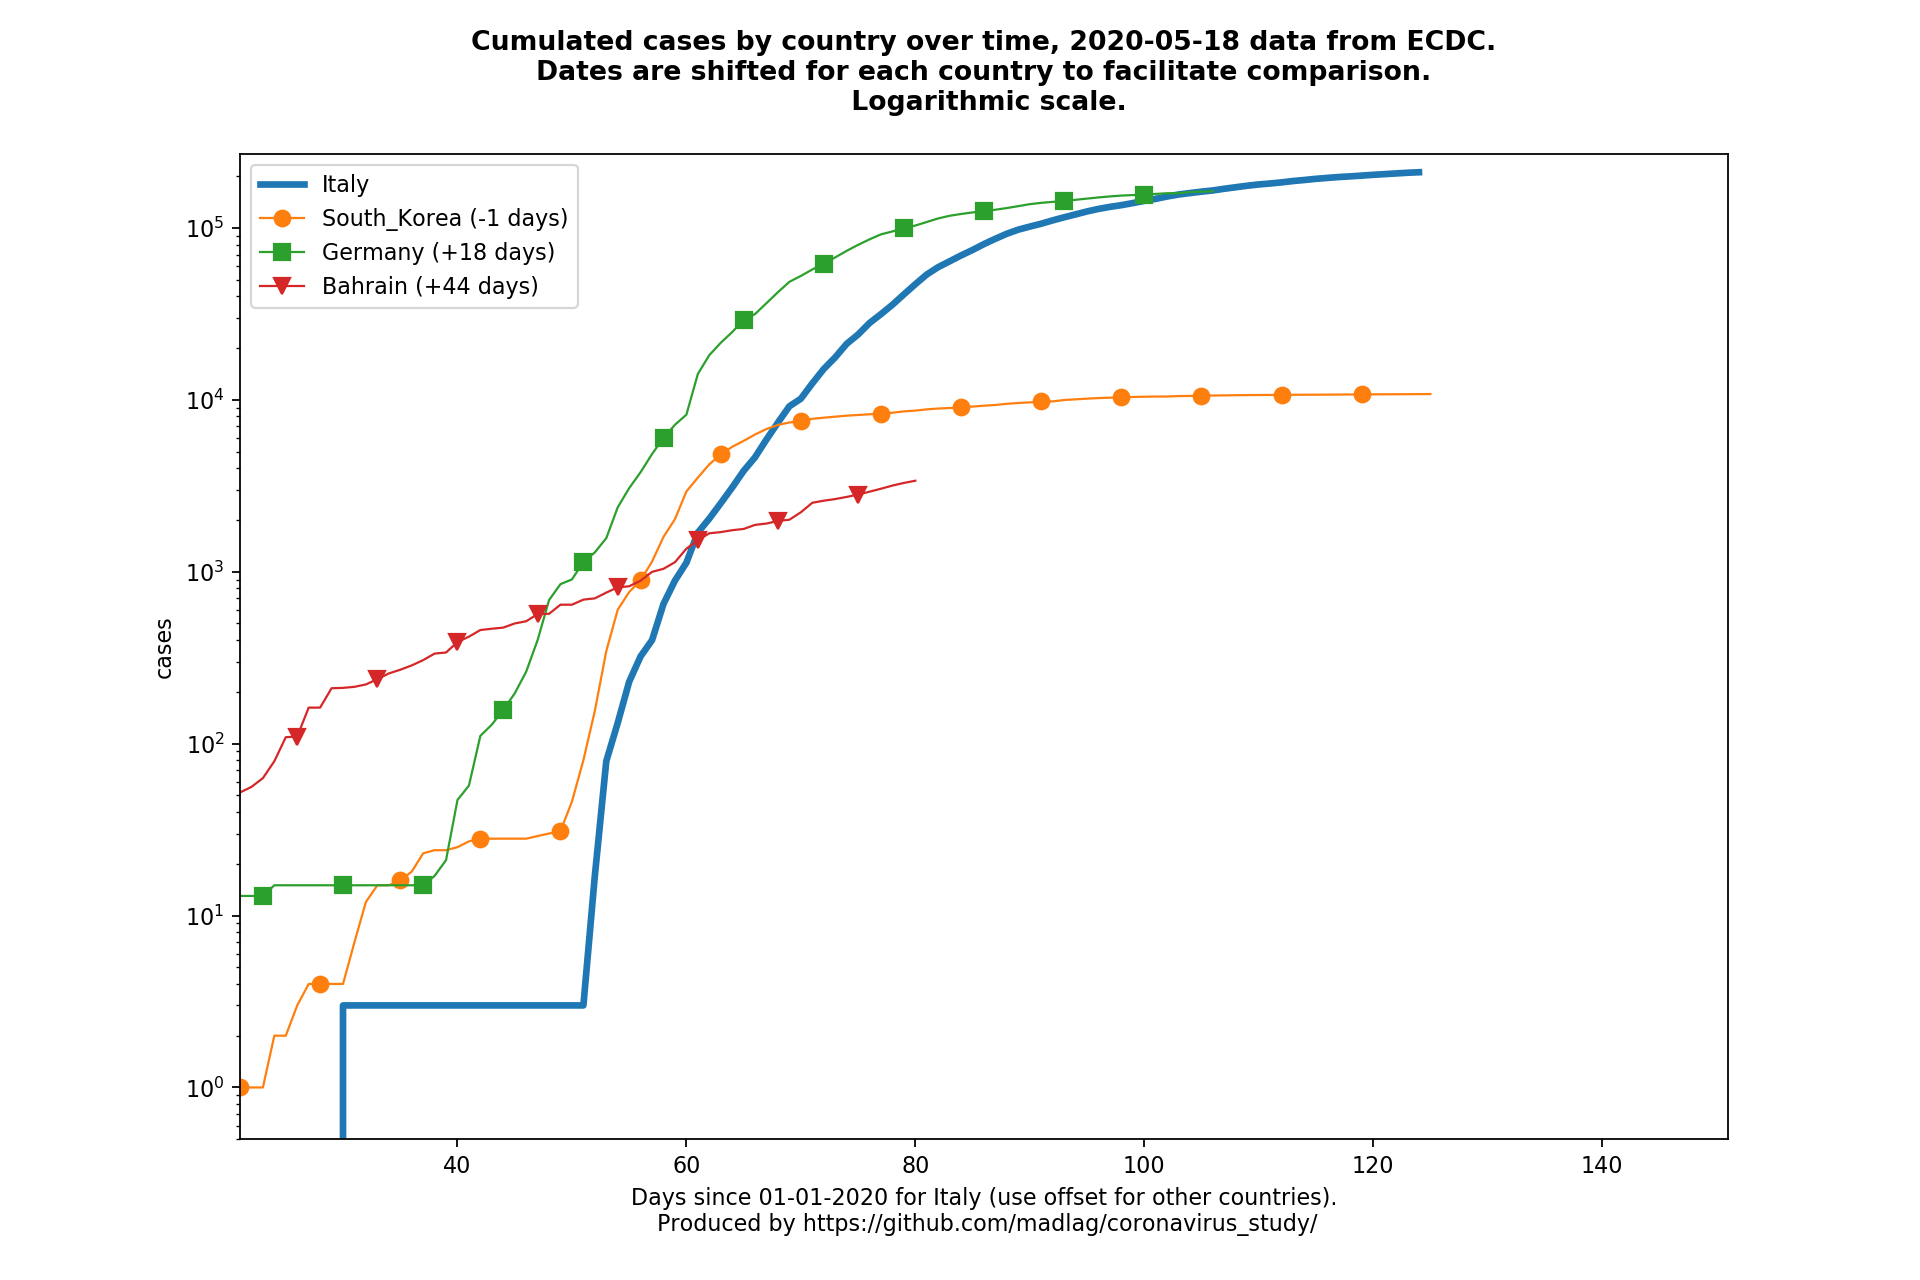 Cumulated cases by country over time, 2020-05-18 data from ECDC.
Dates are shifted for each country to facilitate comparison.
Logarithmic scale.
Italy
South_Korea (-1 days)
Germany (+18 days)
Bahrain (+44 days)
10^5
10^4
10^3
10^2
10^1
10^0
cases
40 60 80 100 120 140
Days since 01-01-2020 for Italy (use offset for other countries).
Produced by https://github.com/madlag/coronavirus_study/